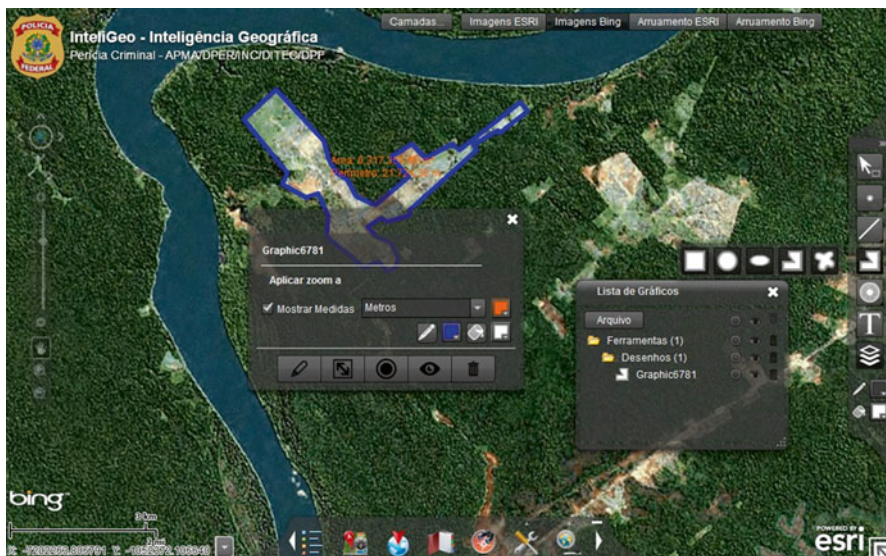 Camadas... Imagens ESRI Imagens Bing Arruamento ESRI Arruamento Bing
POLICIA
FEDERAL
InteliGeo - Inteligência Geográfica
Perícia Criminal - APMA/DPER/INC/DITEC/DPF
Graphic6781
Aplicar zoom a
Mostrar Medidas Metros
Lista de Gráficos
Arquivo
Ferramentas (1)
Desenhos (1)
Graphic6781
T
bing
3 km
POWERED BY
esri